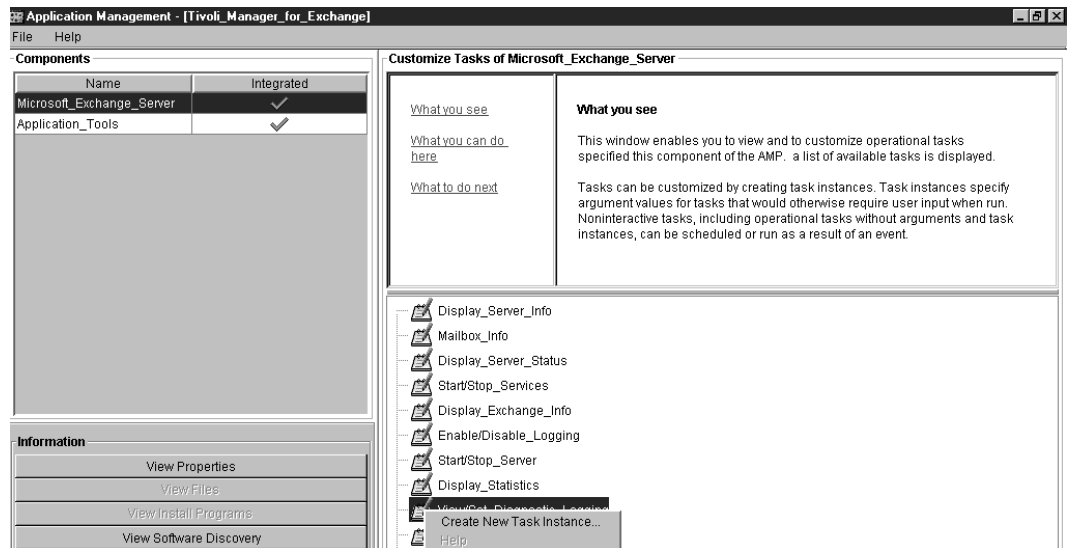 Application Management - [Tivoli_Manager_for_Exchange]
File Help
Components
Name Integrated
Microsoft_Exchange_Server
Application_Tools
Information
View Properties
View Files
View Install Programs
View Software Discovery
Customize Tasks of Microsoft_Exchange_Server
What you see
What you can do
here
What to do next
What you see
This window enables you to view and to customize operational tasks
specified this component of the AMP. a list of available tasks is displayed.
Tasks can be customized by creating task instances. Task instances specify
argument values for tasks that would otherwise require user input when run.
Noninteractive tasks, including operational tasks without arguments and task
instances, can be scheduled or run as a result of an event.
Display_Server_Info
Mailbox_Info
Display_Server_Status
Start/Stop_Services
Display_Exchange_Info
Enable/Disable_Logging
Start/Stop_Server
Display_Statistics
View/Set_Diagnostic_Logging
Create New Task Instance...
Help